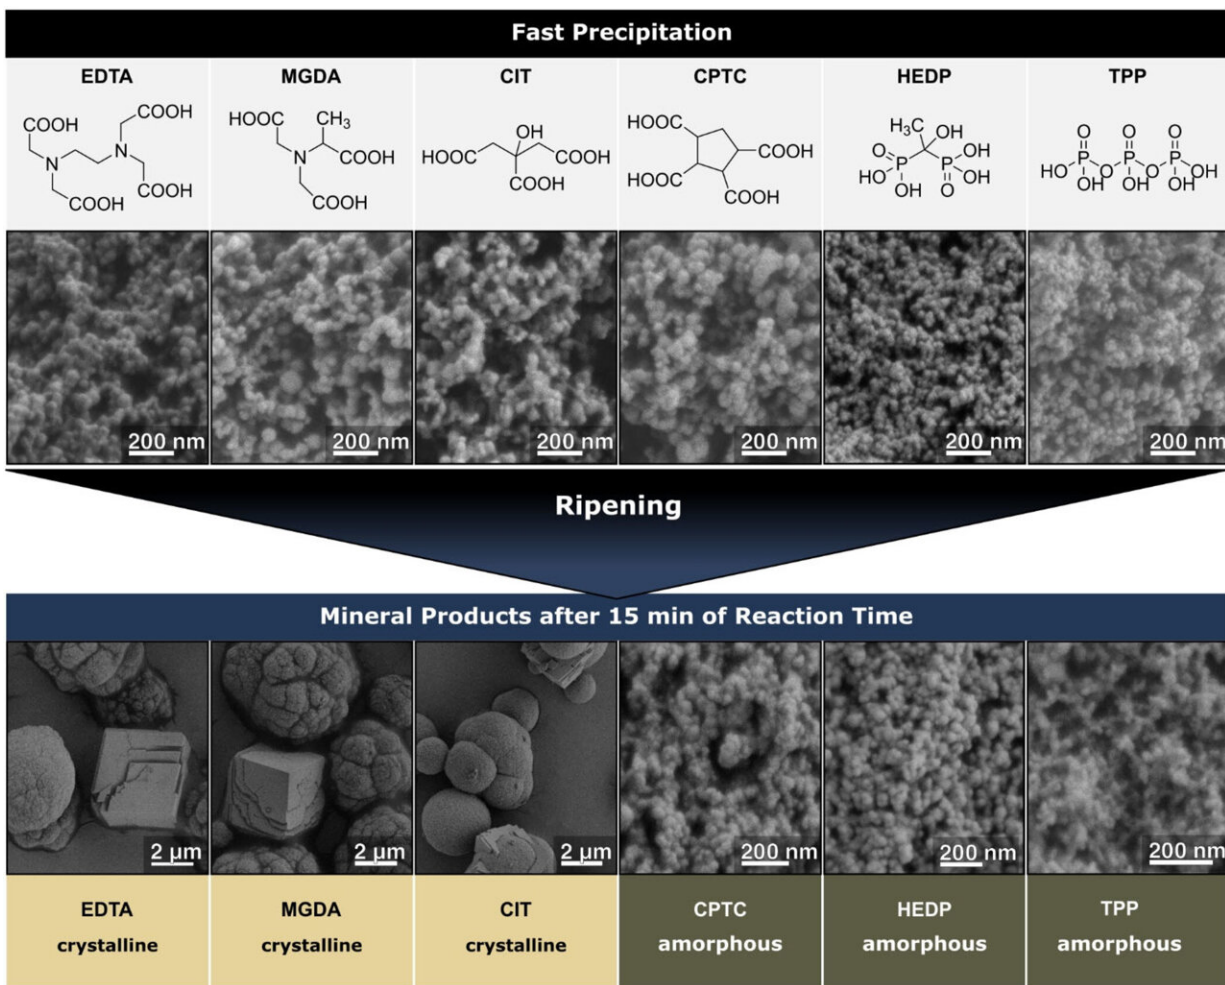 Fast Precipitation
EDTA MGDA CIT CPTC HEDP TPP
COOH
COOH
N
N
COOH
COOH
HOOC
CH₃
N
COOH
COOH
OH
HOOC
COOH
COOH
HOOC
HOOC
COOH
COOH
H₃C
OH
O
P
OH
HO
P
OH
OH
O
O O O
P P P
HO O O OH
OH OH OH
200 nm 200 nm 200 nm 200 nm 200 nm 200 nm
Ripening
Mineral Products after 15 min of Reaction Time
2 µm 2 µm 2 µm 200 nm 200 nm 200 nm
EDTA MGDA CIT CPTC HEDP TPP
crystalline crystalline crystalline amorphous amorphous amorphous